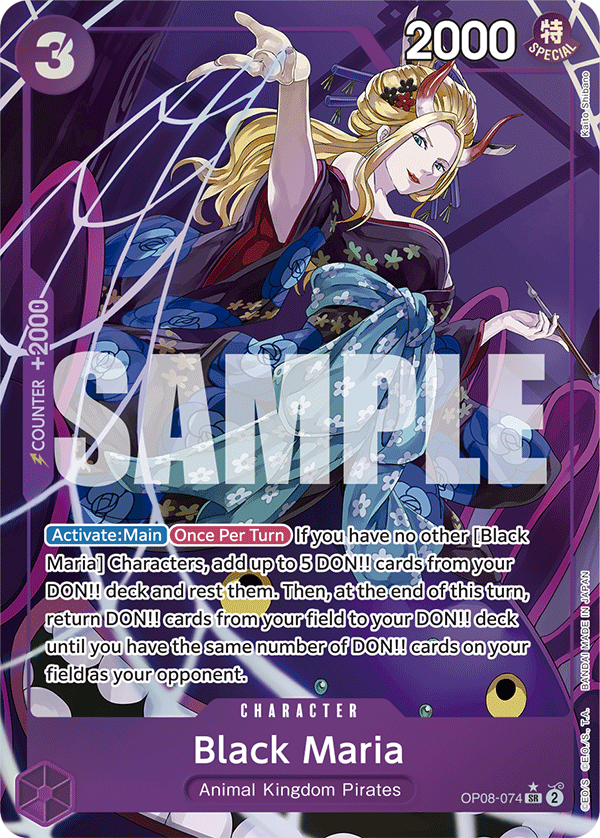 3
2000
特
SPECIAL
Kaito Shibano
COUNTER +2000
SAMPLE
Activate:Main Once Per Turn If you have no other [Black
Maria] Characters, add up to 5 DON!! cards from your
DON!! deck and rest them. Then, at the end of this turn,
return DON!! cards from your field to your DON!! deck
until you have the same number of DON!! cards on your
field as your opponent.
CHARACTER
Black Maria
Animal Kingdom Pirates
OP08-074 SR 2
©E.O/S ©E.O./S., T.A. BANDAI MADE IN JAPAN